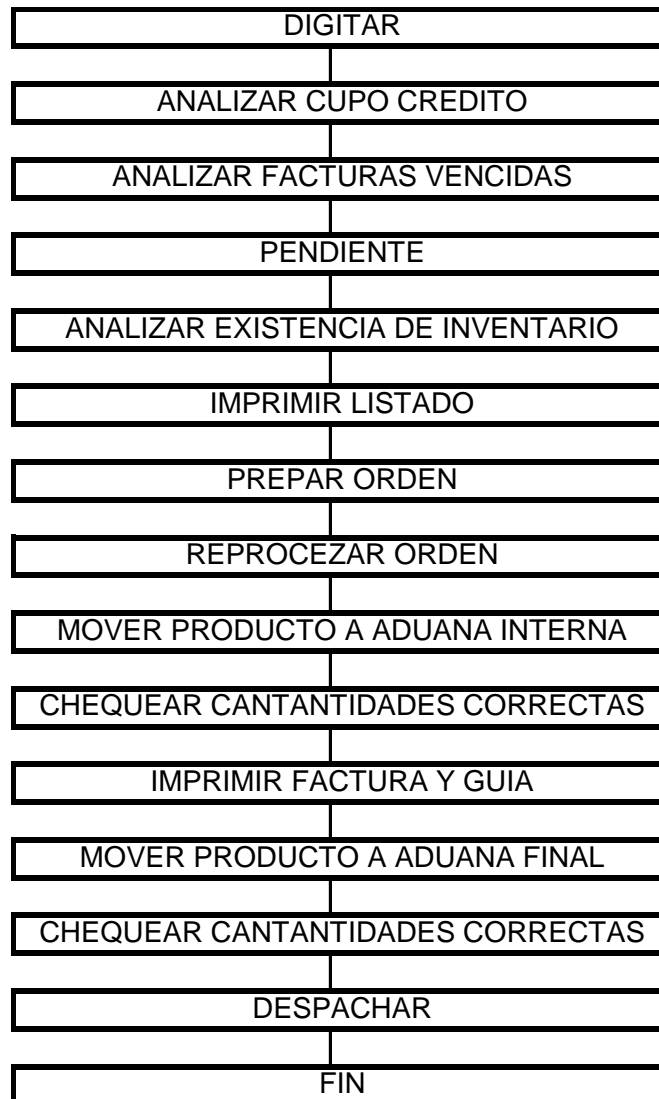 DIGITAR
ANALIZAR CUPO CREDITO
ANALIZAR FACTURAS VENCIDAS
PENDIENTE
ANALIZAR EXISTENCIA DE INVENTARIO
IMPRIMIR LISTADO
PREPAR ORDEN
REPROCEZAR ORDEN
MOVER PRODUCTO A ADUANA INTERNA
CHEQUEAR CANTANTIDADES CORRECTAS
IMPRIMIR FACTURA Y GUIA
MOVER PRODUCTO A ADUANA FINAL
CHEQUEAR CANTANTIDADES CORRECTAS
DESPACHAR
FIN